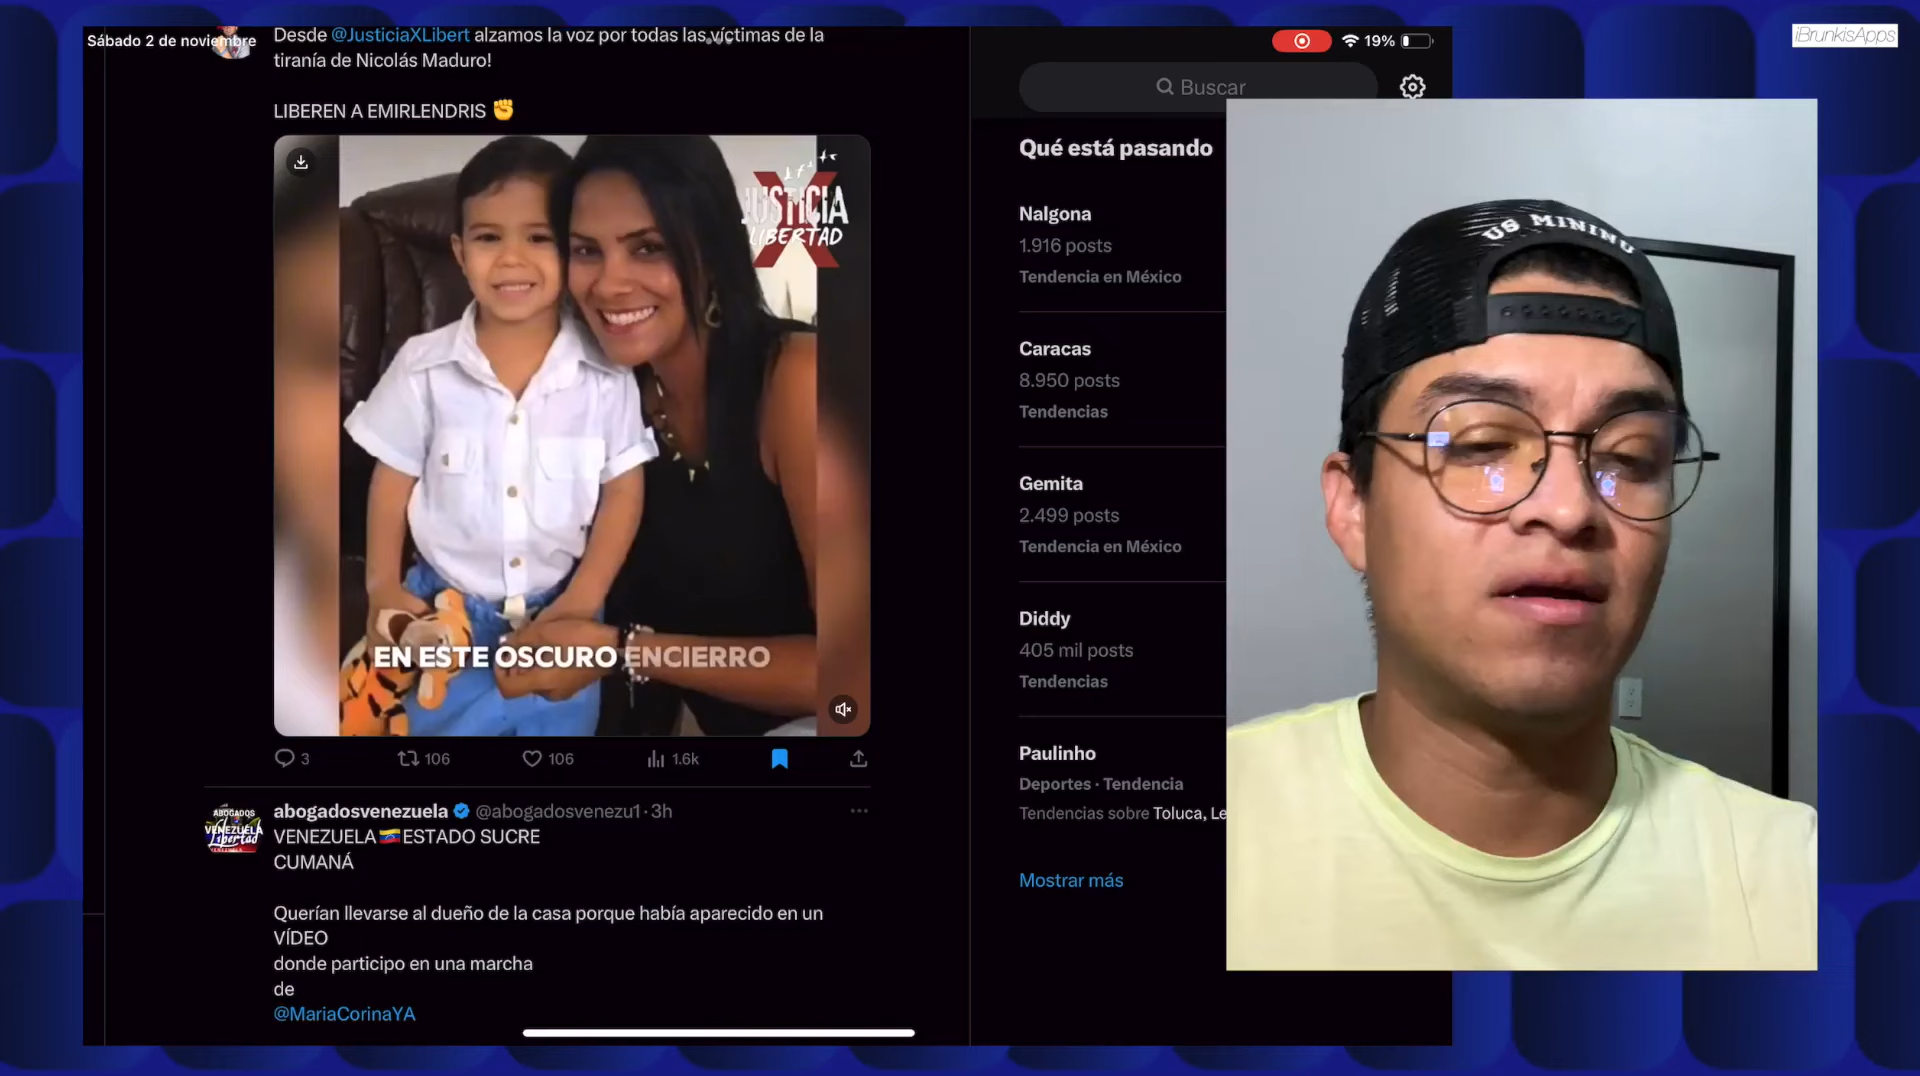 Sábado 2 de noviembre
Desde @JusticiaXLibert alzamos la voz por todas las víctimas de la
tiranía de Nicolás Maduro!
LIBEREN A EMIRLENDRIS ✊
JUSTICIA
X
LIBERTAD
EN ESTE OSCURO ENCIERRO
3
106
106
1.6k
abogadosvenezuela @abogadosvenezu1 · 3h
VENEZUELA🇻🇪ESTADO SUCRE
CUMANÁ
Querían llevarse al dueño de la casa porque había aparecido en un
VÍDEO
donde participo en una marcha
de
@MariaCorinaYA
ABOGADOS
VENEZUELA
Libertad
19%
Buscar
Qué está pasando
Nalgona
1.916 posts
Tendencia en México
Caracas
8.950 posts
Tendencias
Gemita
2.499 posts
Tendencia en México
Diddy
405 mil posts
Tendencias
Paulinho
Deportes · Tendencia
Tendencias sobre Toluca, Le
Mostrar más
US MINING
iBrunkisApps